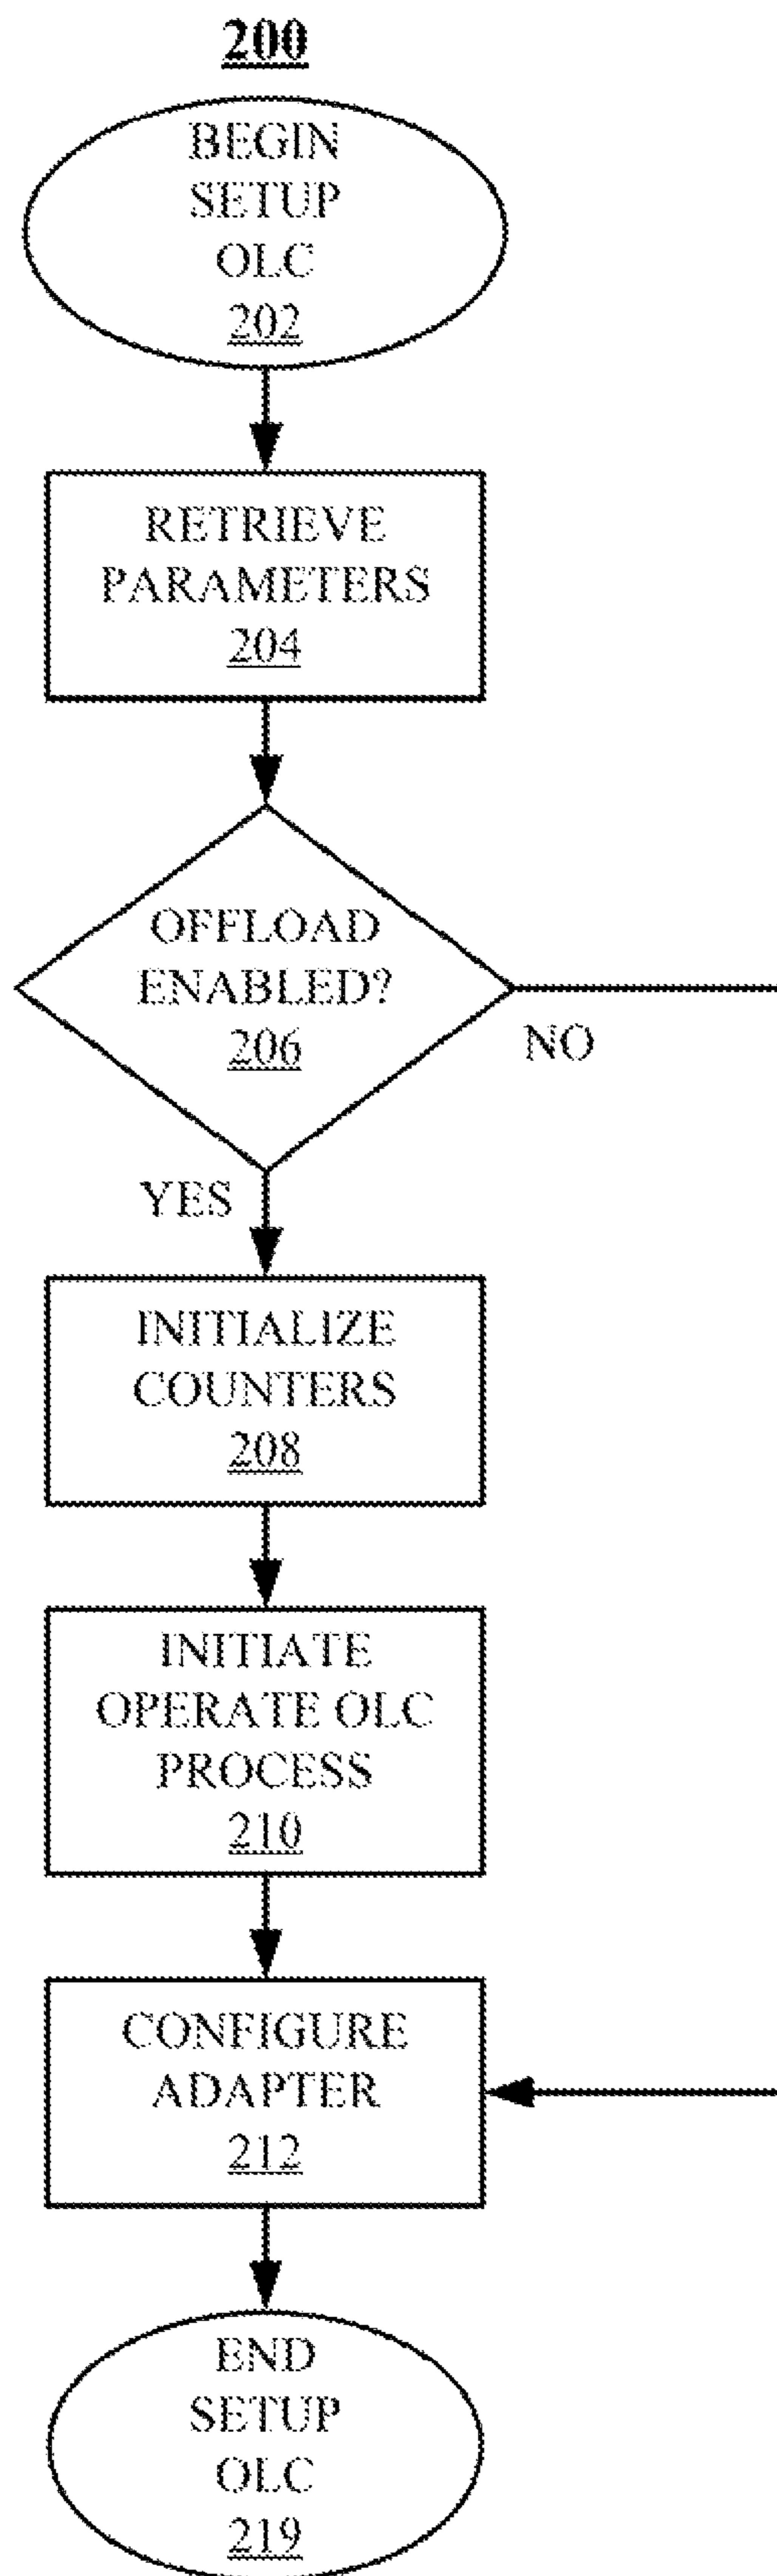 200
BEGIN
SETUP
OLC
202
RETRIEVE
PARAMETERS
204
OFFLOAD
ENABLED?
206
NO
YES
INITIALIZE
COUNTERS
208
INITIATE
OPERATE OLC
PROCESS
210
CONFIGURE
ADAPTER
212
END
SETUP
OLC
219